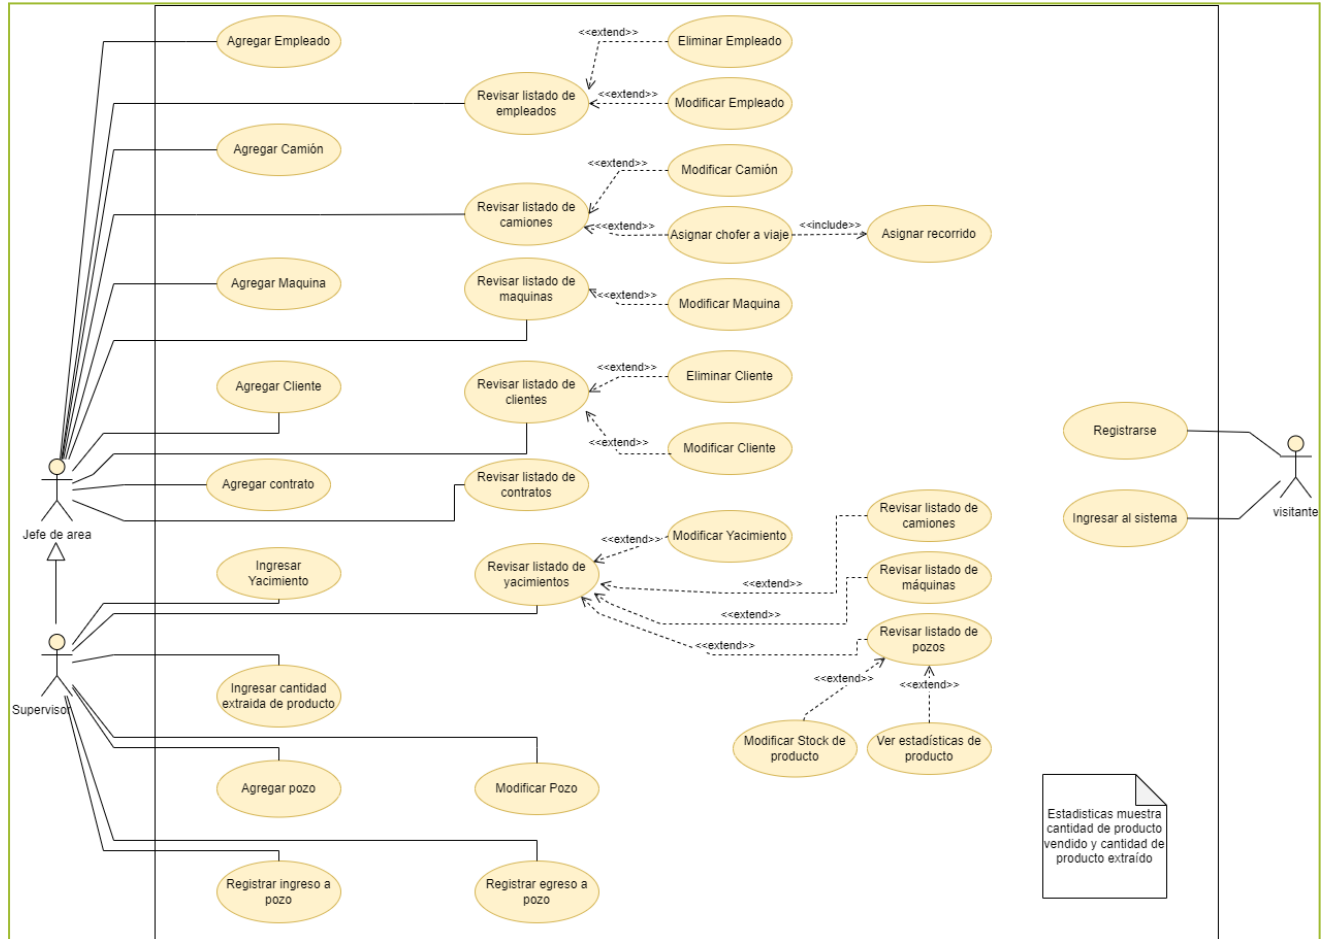 Agregar Empleado
<<extend>>
Eliminar Empleado
Revisar listado de
empleados
<<extend>>
Modificar Empleado
Agregar Camión
<<extend>>
Modificar Camión
Revisar listado de
camiones
<<extend>>
Asignar chofer a viaje
<<include>>
Asignar recorrido
Agregar Maquina
Revisar listado de
maquinas
<<extend>>
Modificar Maquina
Agregar Cliente
Revisar listado de
clientes
<<extend>>
Eliminar Cliente
<<extend>>
Modificar Cliente
Registrarse
Agregar contrato
Revisar listado de
contratos
Jefe de area
Ingresar al sistema
visitante
Ingresar
Yacimiento
Revisar listado de
yacimientos
<<extend>>
Modificar Yacimiento
Revisar listado de
camiones
<<extend>>
Revisar listado de
máquinas
<<extend>>
Revisar listado de
pozos
<<extend>>
Supervisor
Ingresar cantidad
extraida de producto
<<extend>>
<<extend>>
Modificar Stock de
producto
Ver estadísticas de
producto
Agregar pozo
Modificar Pozo
Estadisticas muestra
cantidad de producto
vendido y cantidad de
producto extraído
Registrar ingreso a
pozo
Registrar egreso a
pozo